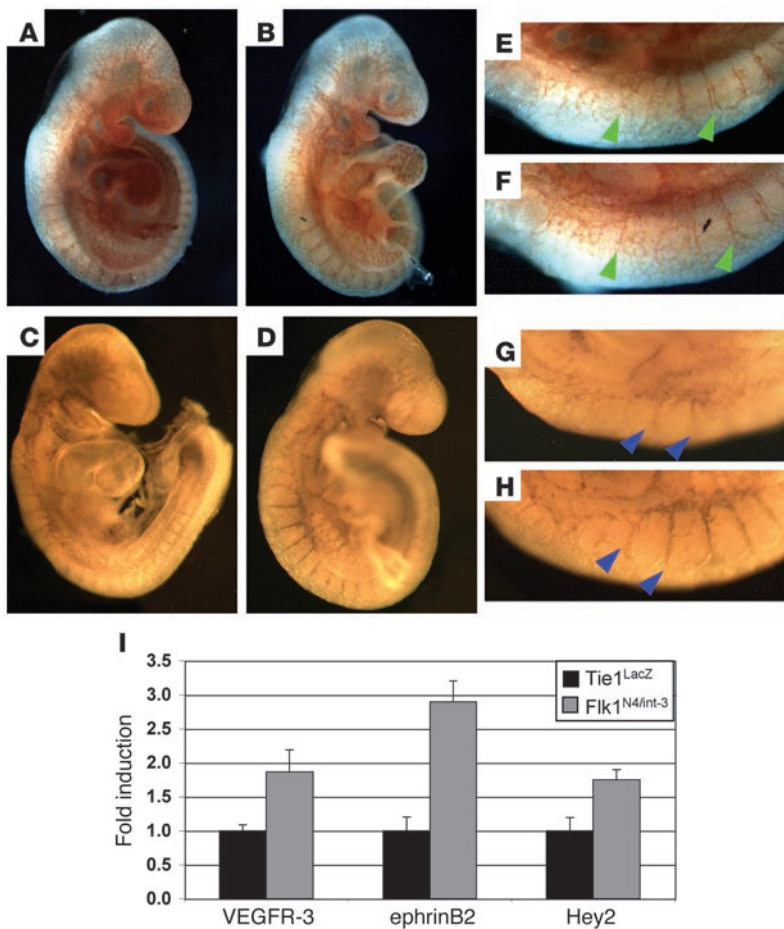 A
B
E
F
C
D
G
H
I
3.5
3.0
2.5
2.0
1.5
1.0
0.5
0.0
Fold induction
Tie1LacZ
Flk1N4/int-3
VEGFR-3
ephrinB2
Hey2